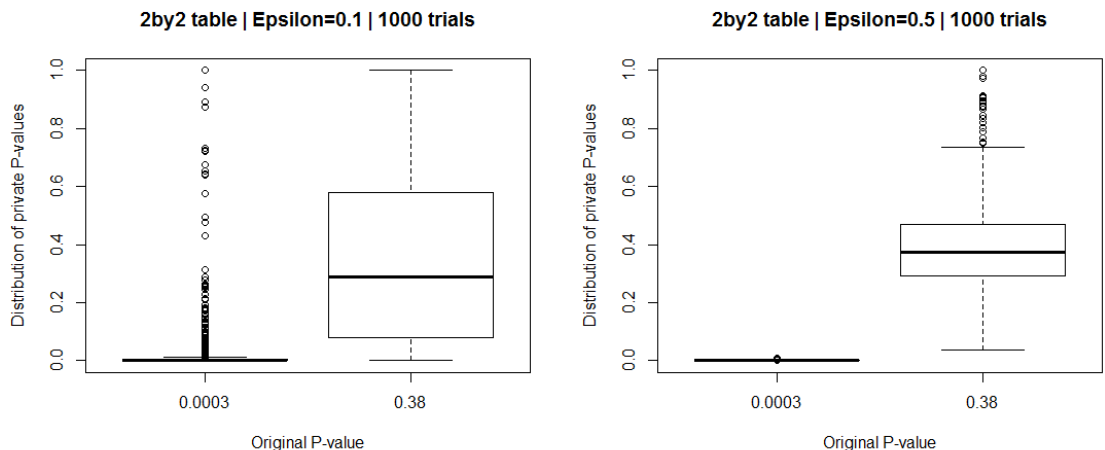 2by2 table | Epsilon=0.1 | 1000 trials
Distribution of private P-values
1.0
0.8
0.6
0.4
0.2
0.0
0.0003 0.38
Original P-value
2by2 table | Epsilon=0.5 | 1000 trials
Distribution of private P-values
1.0
0.8
0.6
0.4
0.2
0.0
0.0003 0.38
Original P-value